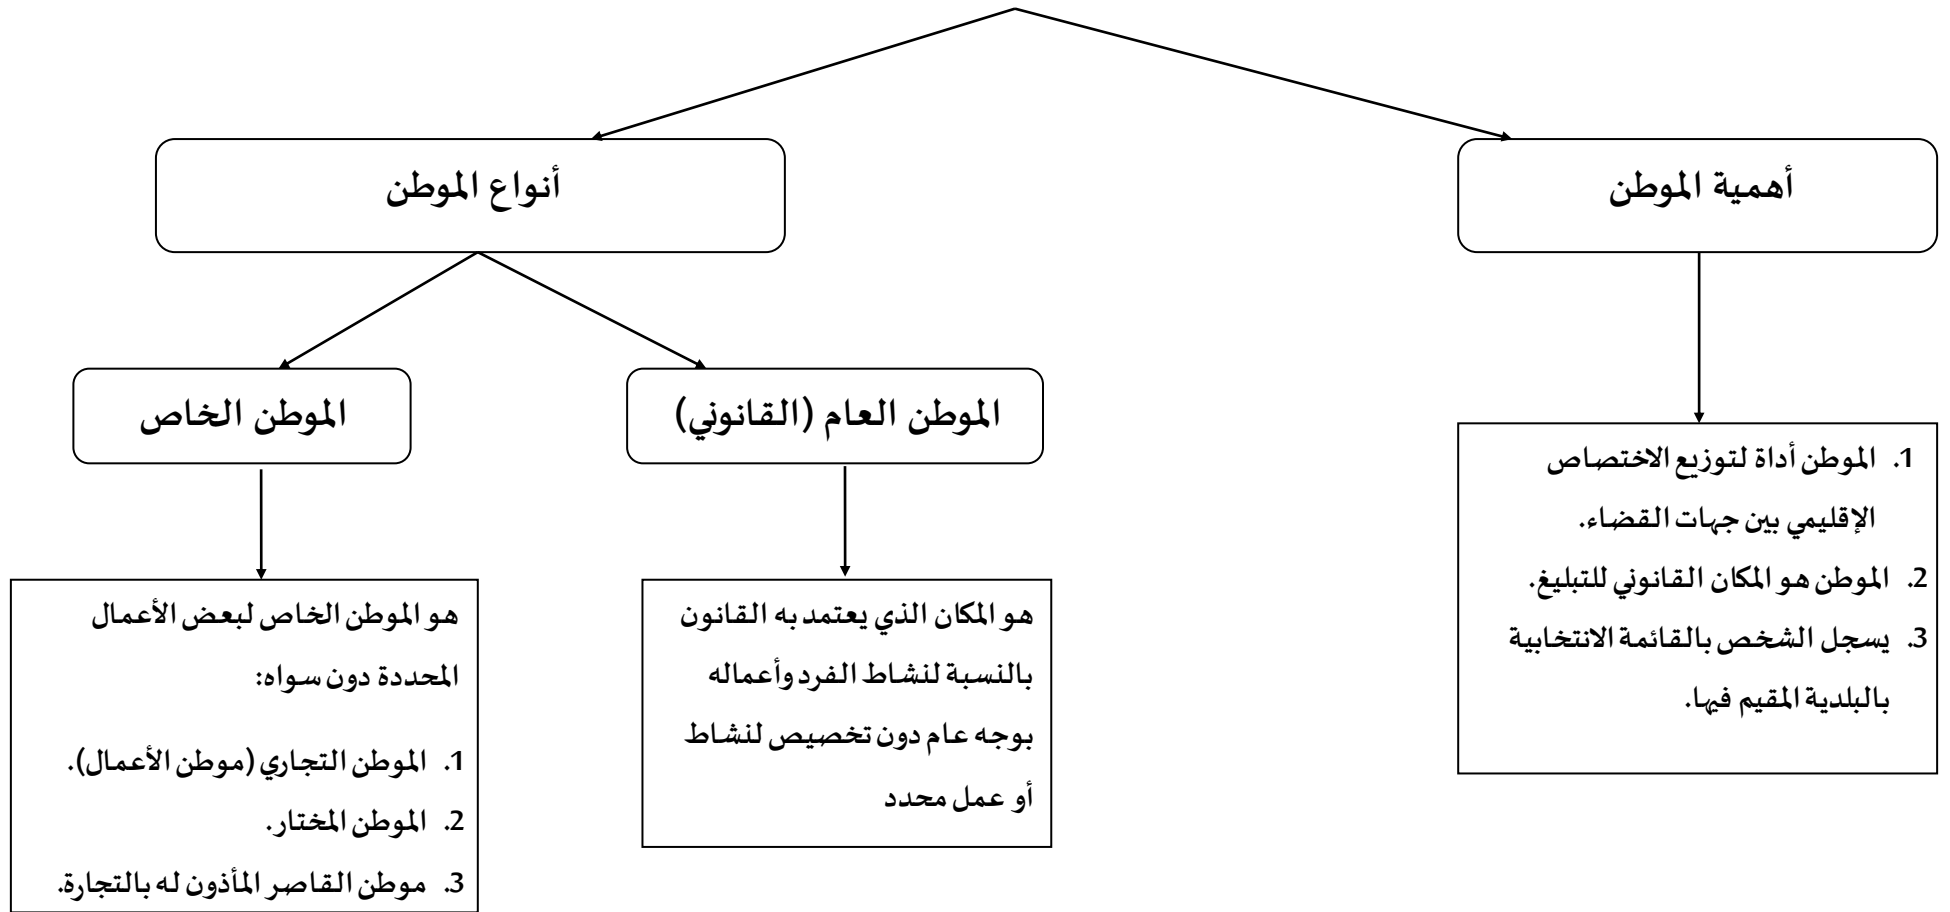 أهمية الموطن
أنواع الموطن
الموطن العام (القانوني)
الموطن الخاص
1. الموطن أداة لتوزيع الاختصاص
الإقليمي بين جهات القضاء.
2. الموطن هو المكان القانوني للتبليغ.
3. يسجل الشخص بالقائمة الانتخابية
بالبلدية المقيم فيها.
هو المكان الذي يعتمد به القانون
بالنسبة لنشاط الفرد وأعماله
بوجه عام دون تخصيص لنشاط
أو عمل محدد
هو الموطن الخاص لبعض الأعمال
المحددة دون سواه:
1. الموطن التجاري (موطن الأعمال).
2. الموطن المختار.
3. موطن القاصر المأذون له بالتجارة.